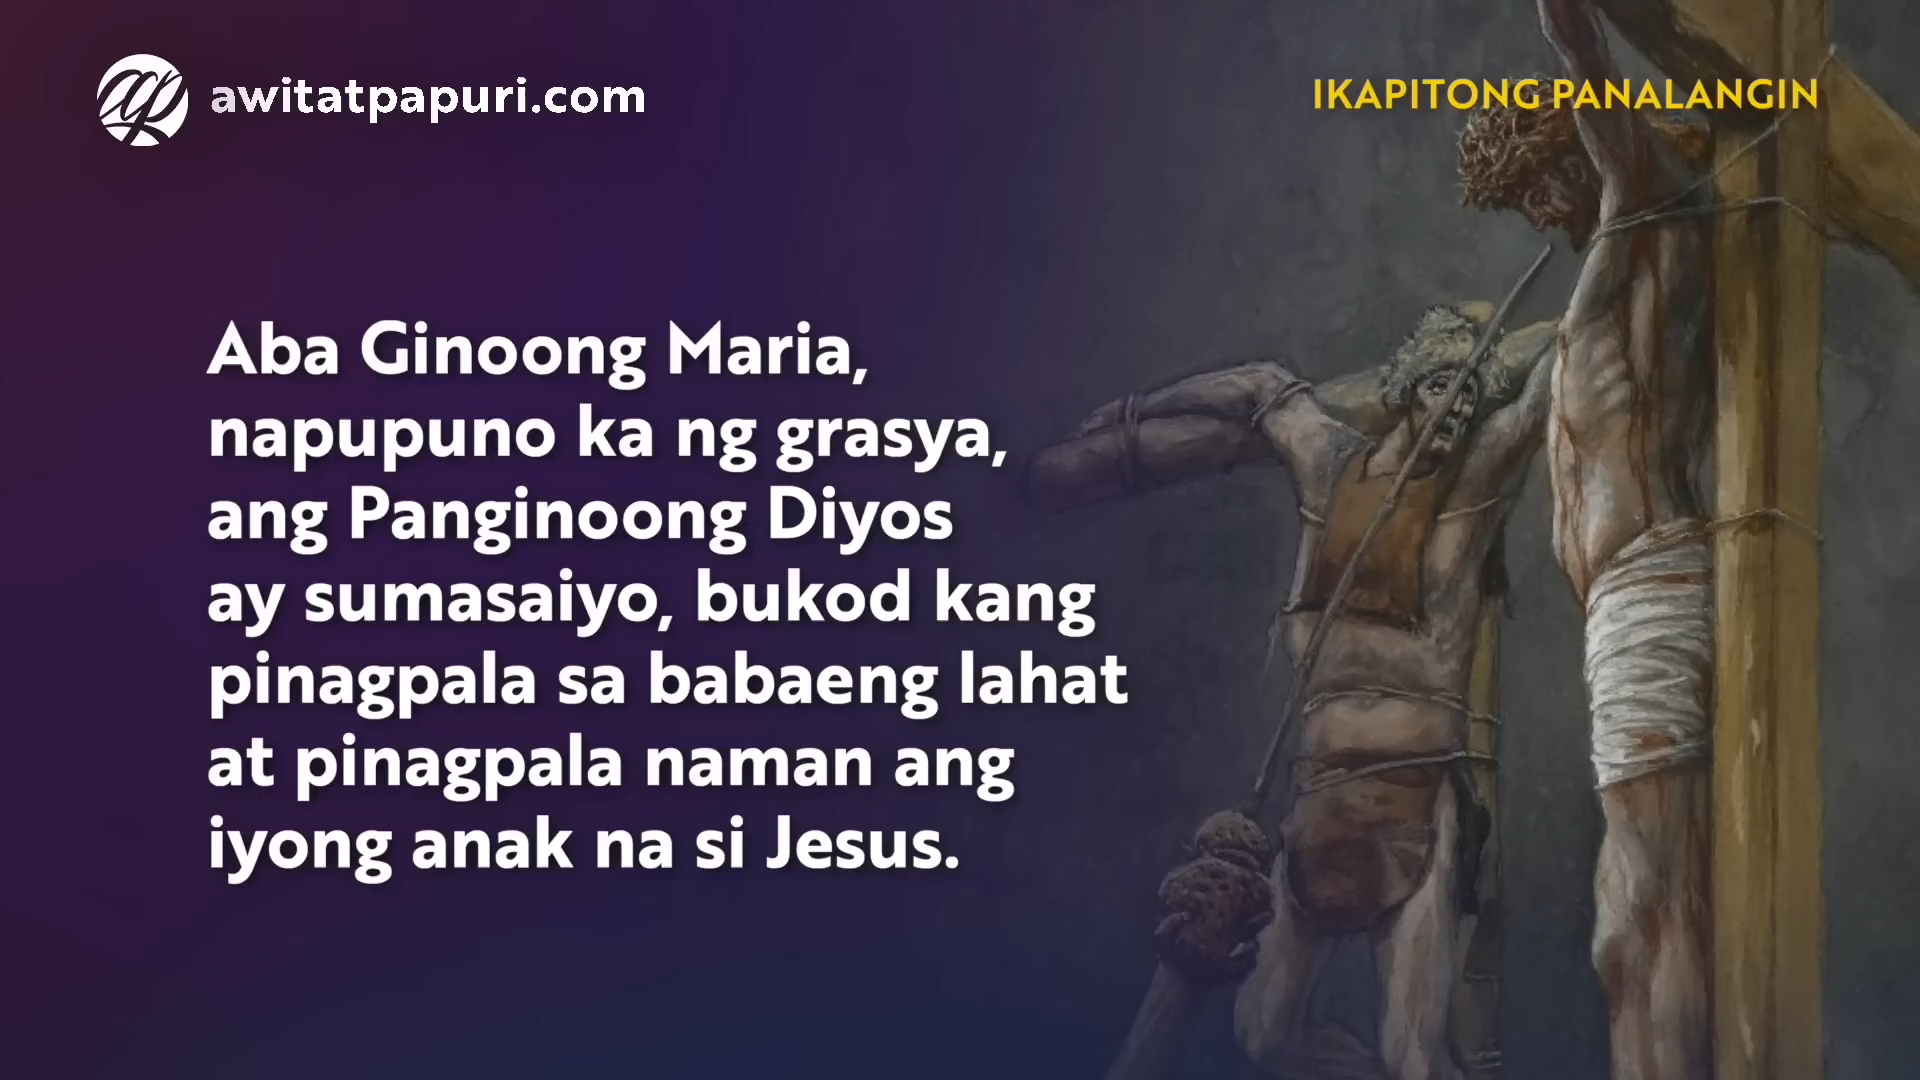 awitatpapuri.com
IKAPITONG PANALANGIN
Aba Ginoong Maria,
napupuno ka ng grasya,
ang Panginoong Diyos
ay sumasaiyo, bukod kang
pinagpala sa babaeng lahat
at pinagpala naman ang
iyong anak na si Jesus.